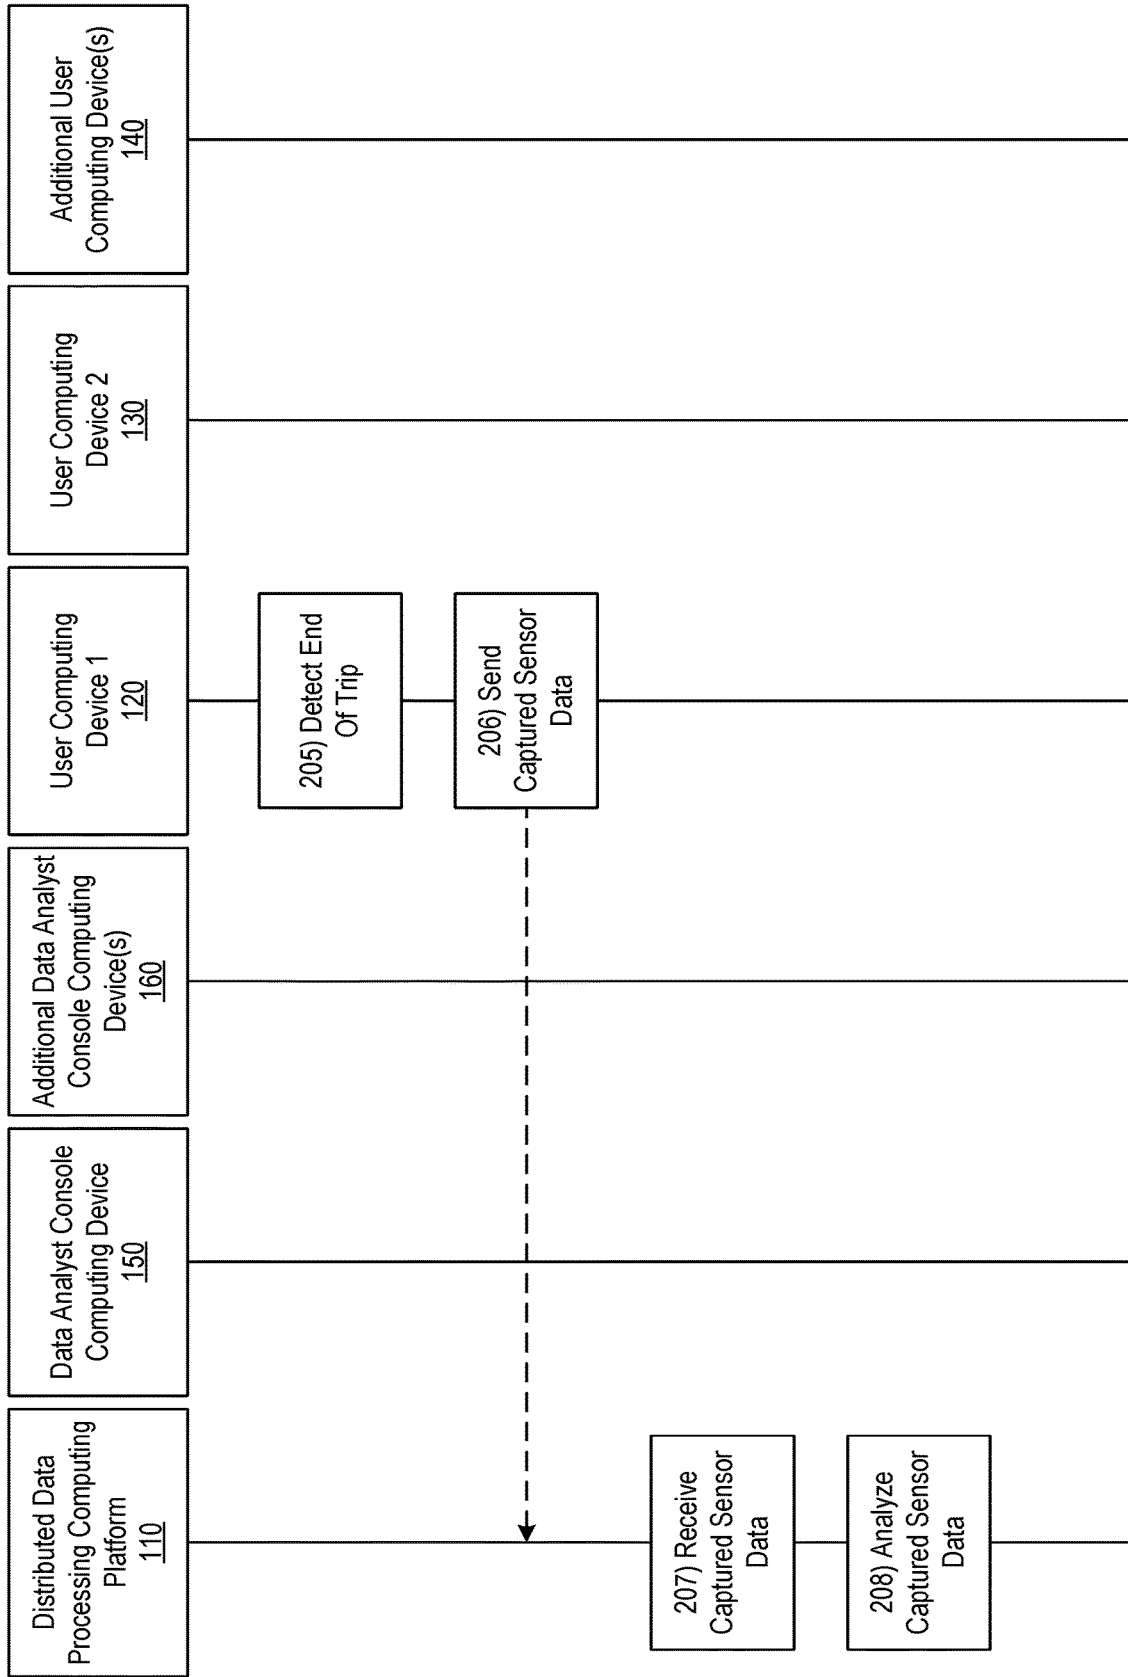 Distributed Data
Processing Computing
Platform
110
Data Analyst Console
Computing Device
150
Additional Data Analyst
Console Computing
Device(s)
160
User Computing
Device 1
120
User Computing
Device 2
130
Additional User
Computing Device(s)
140
205) Detect End
Of Trip
206) Send
Captured Sensor
Data
207) Receive
Captured Sensor
Data
208) Analyze
Captured Sensor
Data